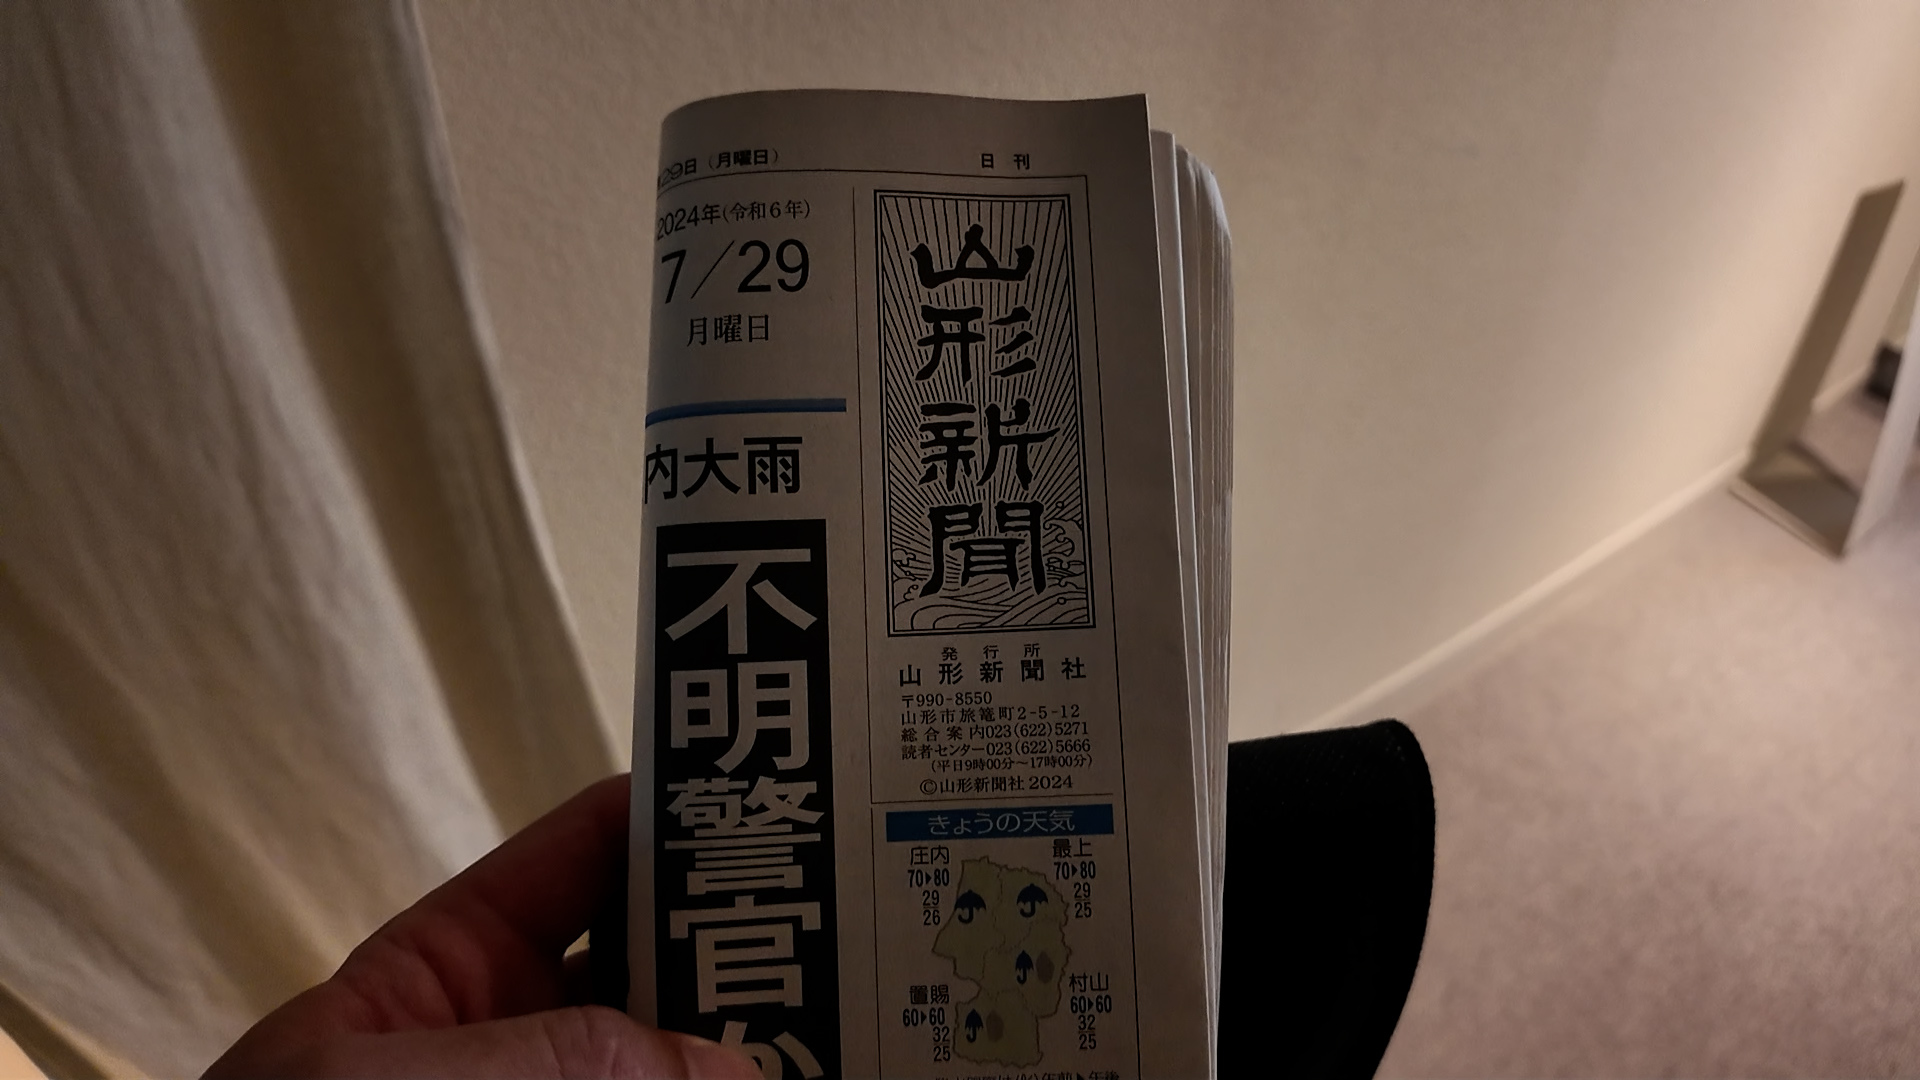 29日（月曜日）
日刊
2024年(令和6年)
7/29
月曜日
内大雨
不明警官か
山形新聞
発行所
山形新聞社
〒990-8550
山形市旅篭町2-5-12
総合案内023(622)5271
読者センター023(622)5666
(平日9時00分〜17時00分)
©山形新聞社 2024
きょうの天気
庄内
70▶80
29
26
最上
70▶80
29
25
村山
60▶60
32
25
置賜
60▶60
32
25